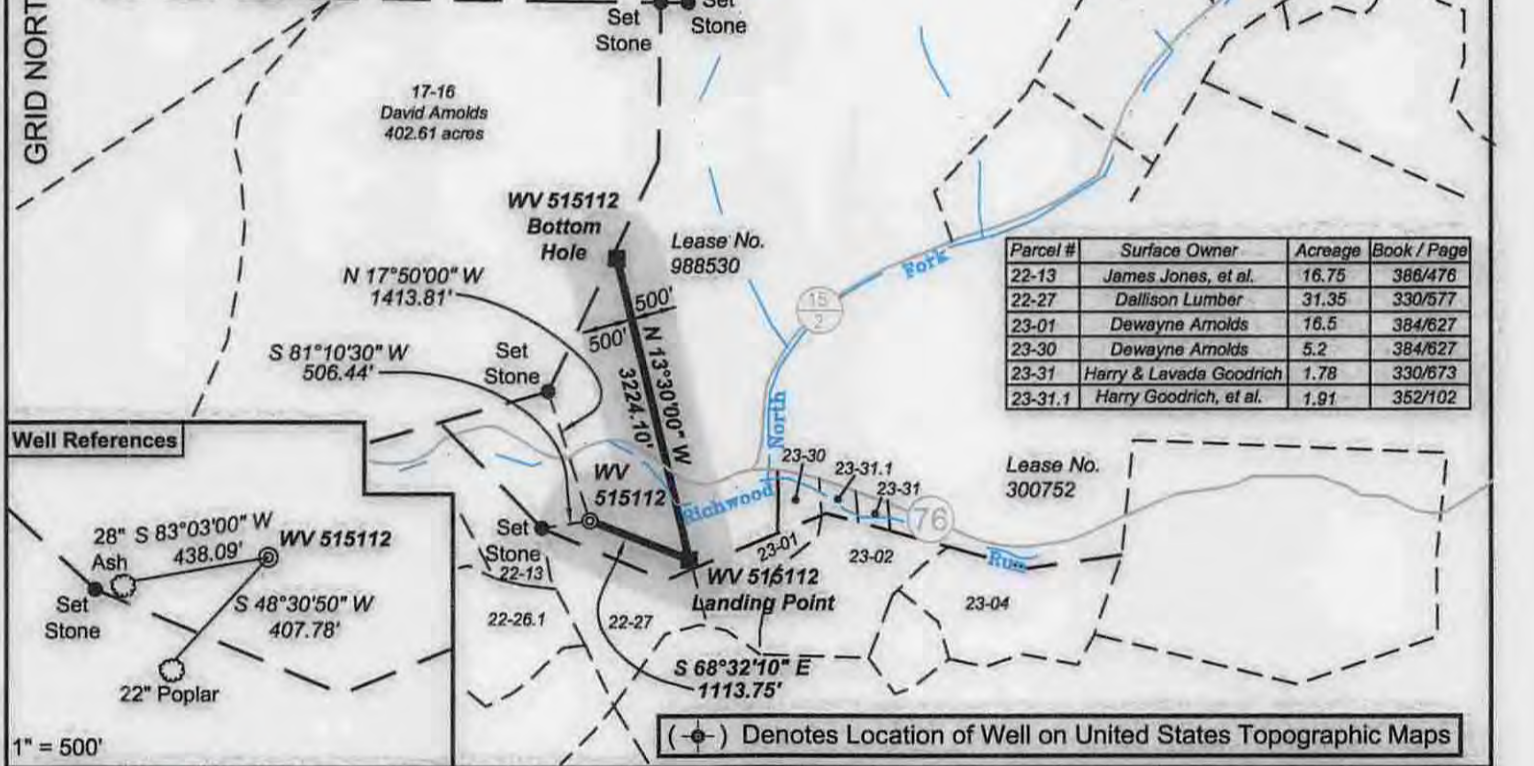 GRID NORT
Set
Stone
Set
Stone
17-16
David Arnolds
402.61 acres
WV 515112
Bottom
Hole
Lease No.
988530
N 17°50'00" W
1413.81'
500'
500'
N 13°30'00" W
3224.10'
S 81°10'30" W
506.44'
Set
Stone
15
2
Fork
North
Parcel # Surface Owner Acreage Book / Page
22-13 James Jones, et al. 16.75 386/476
22-27 Dallison Lumber 31.35 330/577
23-01 Dewayne Arnolds 16.5 384/627
23-30 Dewayne Arnolds 5.2 384/627
23-31 Harry & Lavada Goodrich 1.78 330/673
23-31.1 Harry Goodrich, et al. 1.91 352/102
Well References
28" S 83°03'00" W
Ash 438.09'
WV 515112
Set
Stone
S 48°30'50" W
407.78'
22" Poplar
1" = 500'
WV
515112
Richwood
23-30
23-31.1
23-31
76
Lease No.
300752
Run
Set
Stone
22-13
22-26.1
22-27
23-01
23-02
23-04
WV 515112
Landing Point
S 68°32'10" E
1113.75'
( ) Denotes Location of Well on United States Topographic Maps